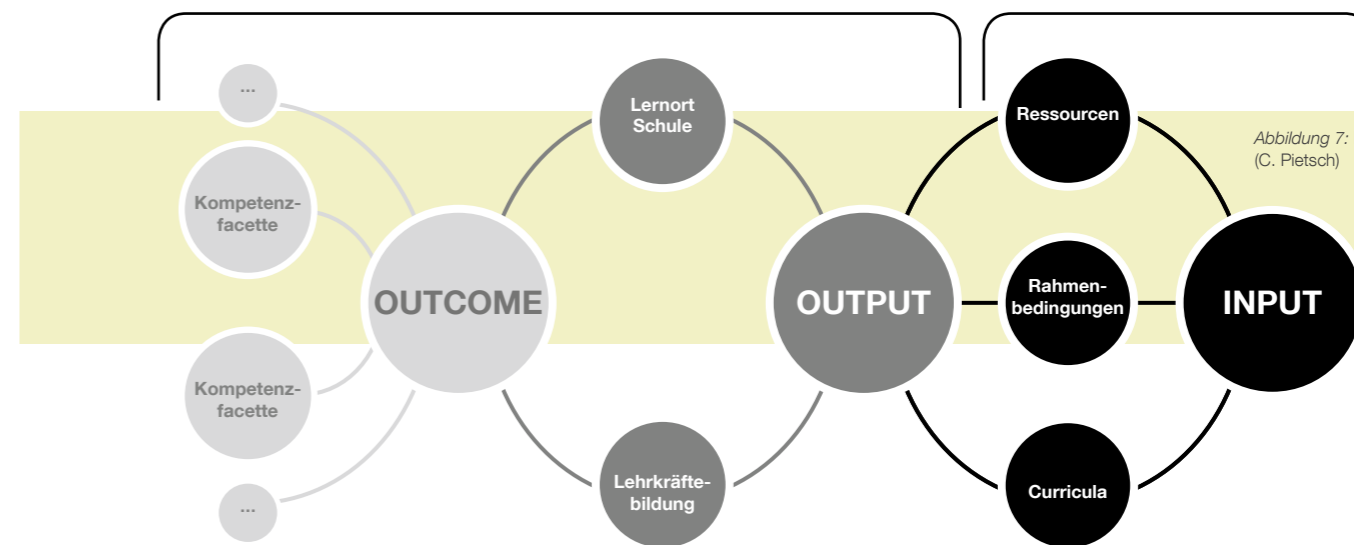 ...
Kompetenz-
facette
Kompetenz-
facette
...
OUTCOME
Lernort
Schule
Lehrkräfte-
bildung
OUTPUT
Ressourcen
Rahmen-
bedingungen
Curricula
INPUT
Abbildung 7:
(C. Pietsch)